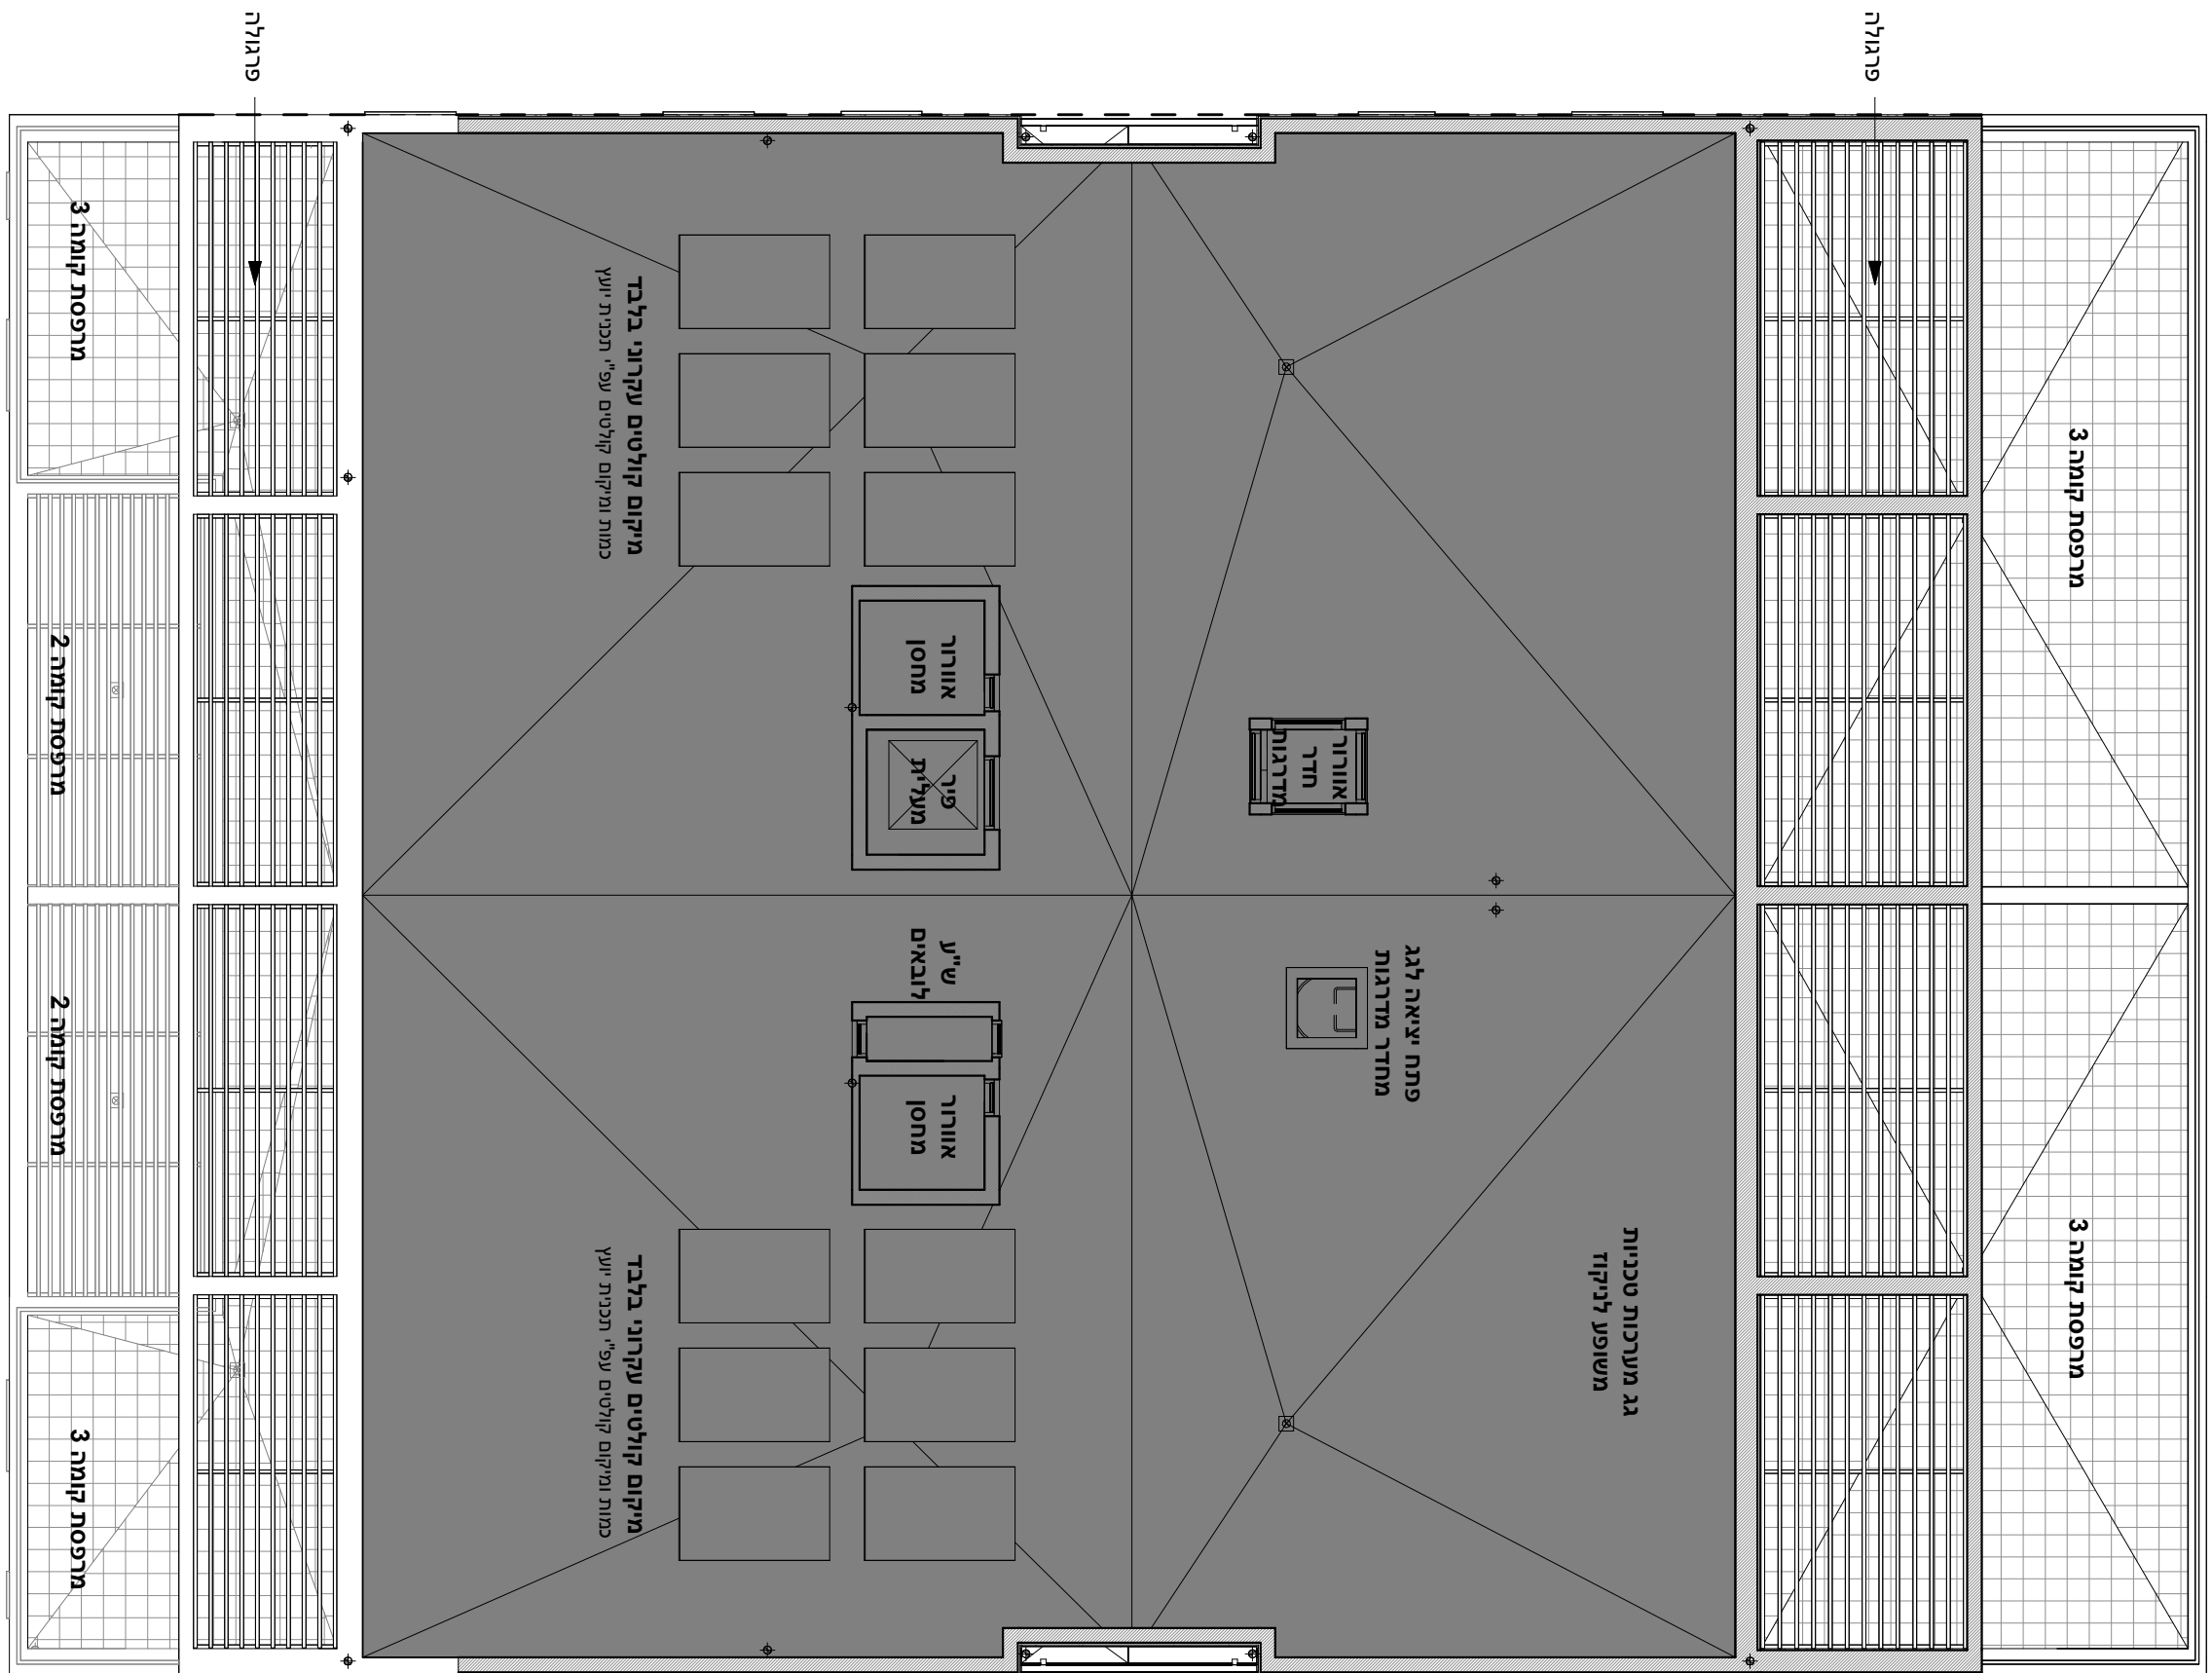 פרגולה
פרגולה
מרפסת קומה 3
מרפסת קומה 3
מיקום קולטים עקרוני בלבד
כמות ומיקום קולטים עפ"י תכנית יועץ
אוורור
מחסן
פיר
מעלית
אוורור
חדר
מדרגות
מרפסת קומה 2
מרפסת קומה 2
ש"ע
לובאים
אוורור
מחסן
פתח יציאה לגג
מחדר מדרגות
גג מערכות טכניות
משופע לניקוז
מרפסת קומה 3
מרפסת קומה 3
מיקום קולטים עקרוני בלבד
כמות ומיקום קולטים עפ"י תכנית יועץ